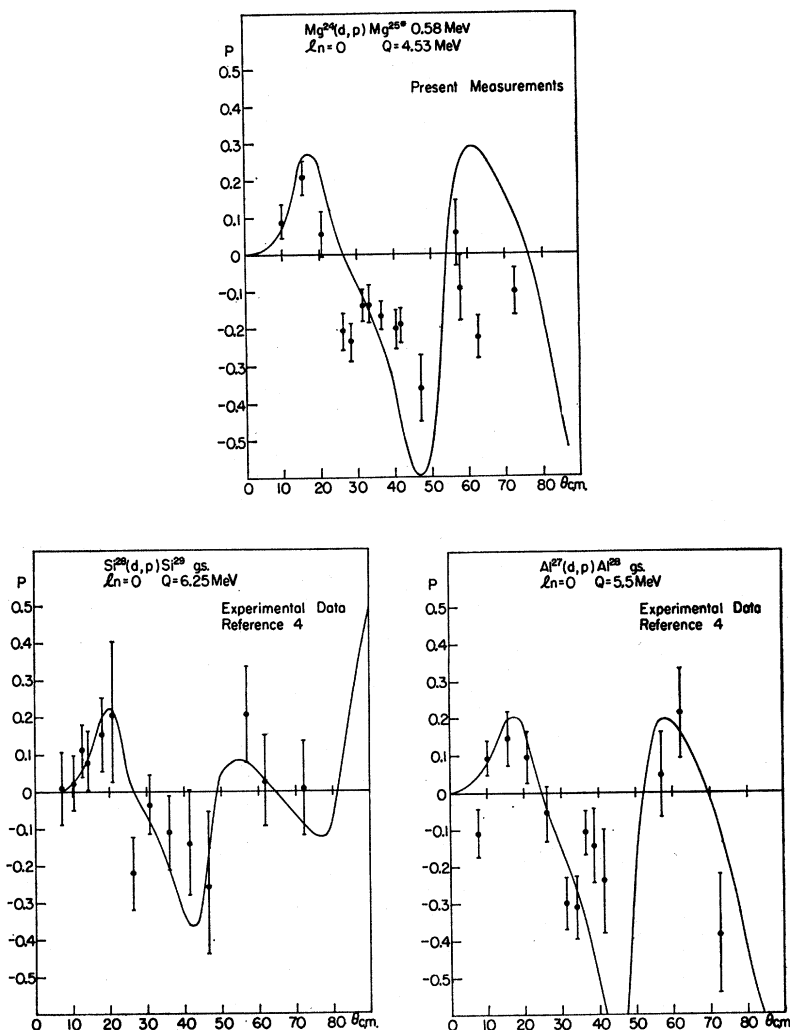 Mg²⁴(d,p) Mg²⁵* 0.58 MeV
ℓn=0 Q=4.53 MeV
P
Present Measurements
0.5
0.4
0.3
0.2
0.1
0
-0.1
-0.2
-0.3
-0.4
-0.5
0 10 20 30 40 50 60 70 80 θc.m.
Si²⁸(d,p)Si²⁹ gs.
ℓn=0 Q=6.25 MeV
P
Experimental Data
Reference 4
0.5
0.4
0.3
0.2
0.1
0
-0.1
-0.2
-0.3
-0.4
-0.5
0 10 20 30 40 50 60 70 80 θc.m.
Al²⁷(d,p)Al²⁸ gs.
ℓn=0 Q=5.5 MeV
P
Experimental Data
Reference 4
0.5
0.4
0.3
0.2
0.1
0
-0.1
-0.2
-0.3
-0.4
-0.5
0 10 20 30 40 50 60 70 80 θc.m.